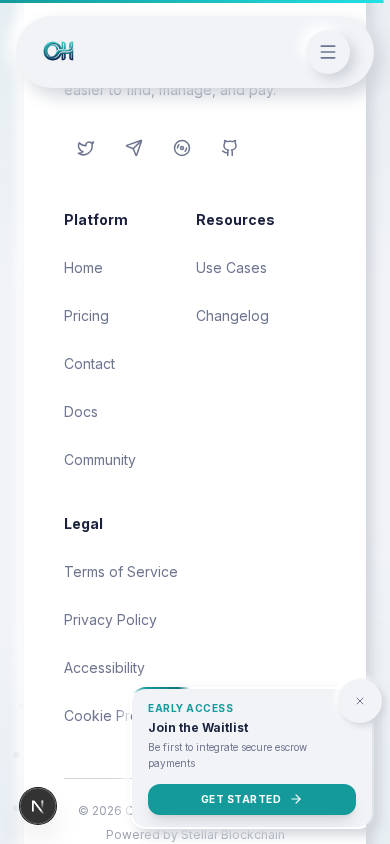 OH
easier to find, manage, and pay.
Platform
Resources
Home
Use Cases
Pricing
Changelog
Contact
Docs
Community
Legal
Terms of Service
Privacy Policy
Accessibility
Cookie
EARLY ACCESS
Join the Waitlist
Be first to integrate secure escrow
payments
GET STARTED
N
© 2026
Powered by Stellar Blockchain